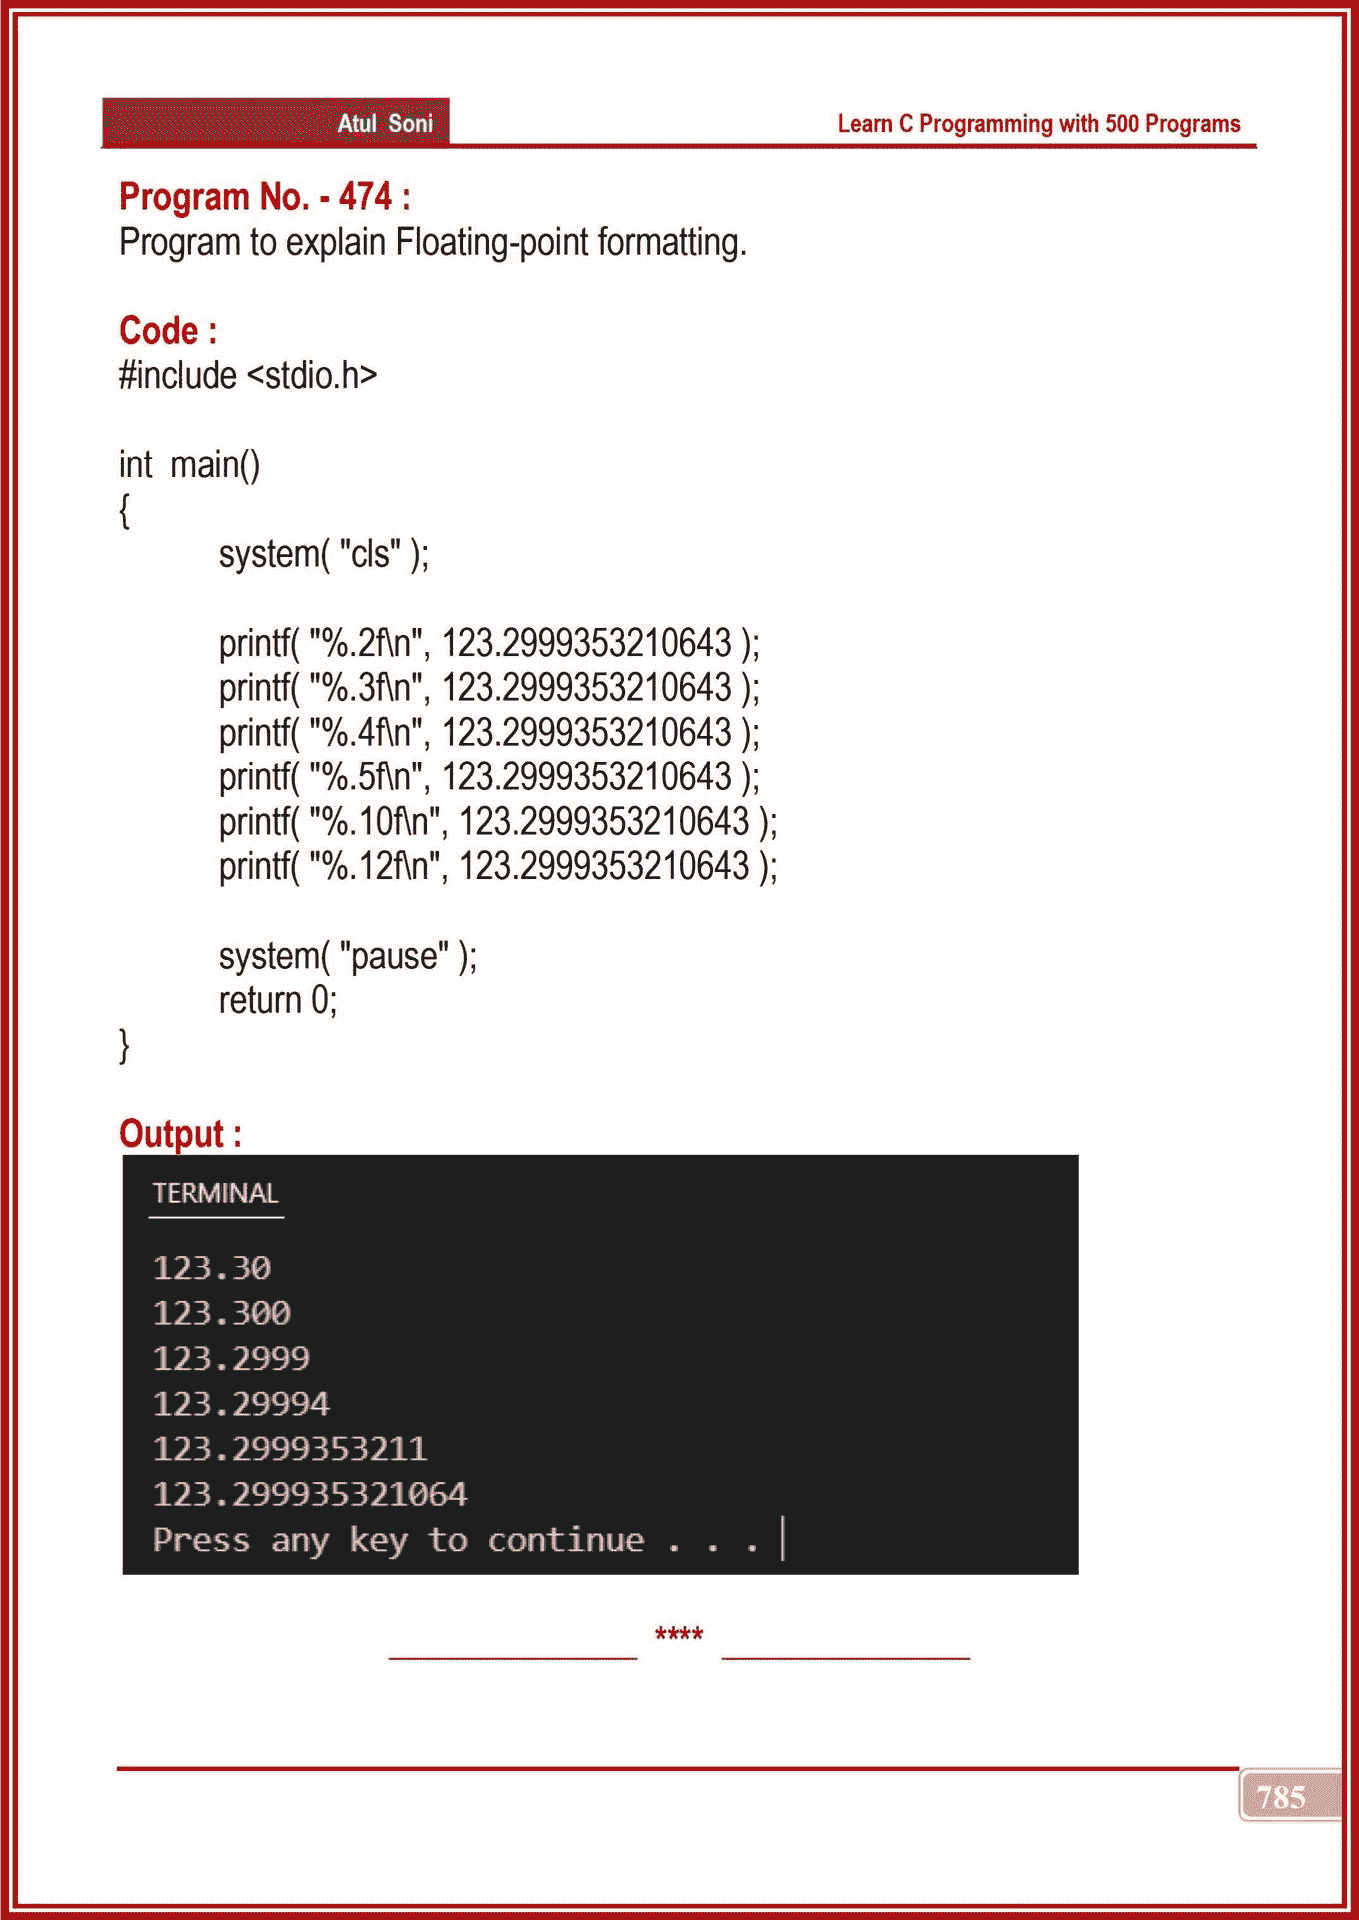 Atul Soni
Learn C Programming with 500 Programs
Program No. - 474 :
Program to explain Floating-point formatting.
Code :
#include <stdio.h>
int main()
{
system( "cls" );
printf( "%.2f\n", 123.2999353210643 );
printf( "%.3f\n", 123.2999353210643 );
printf( "%.4f\n", 123.2999353210643 );
printf( "%.5f\n", 123.2999353210643 );
printf( "%.10f\n", 123.2999353210643 );
printf( "%.12f\n", 123.2999353210643 );
system( "pause" );
return 0;
}
Output :
TERMINAL
123.30
123.300
123.2999
123.29994
123.2999353211
123.299935321064
Press any key to continue . . .
****
785